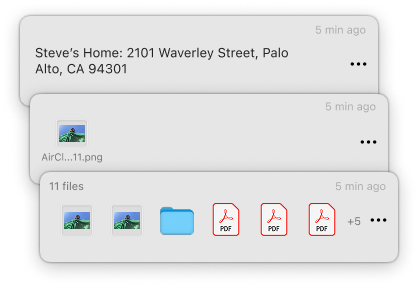 5 min ago
Steve's Home: 2101 Waverley Street, Palo
Alto, CA 94301
5 min ago
AirCl...11.png
11 files
5 min ago
PDF
PDF
PDF
+5